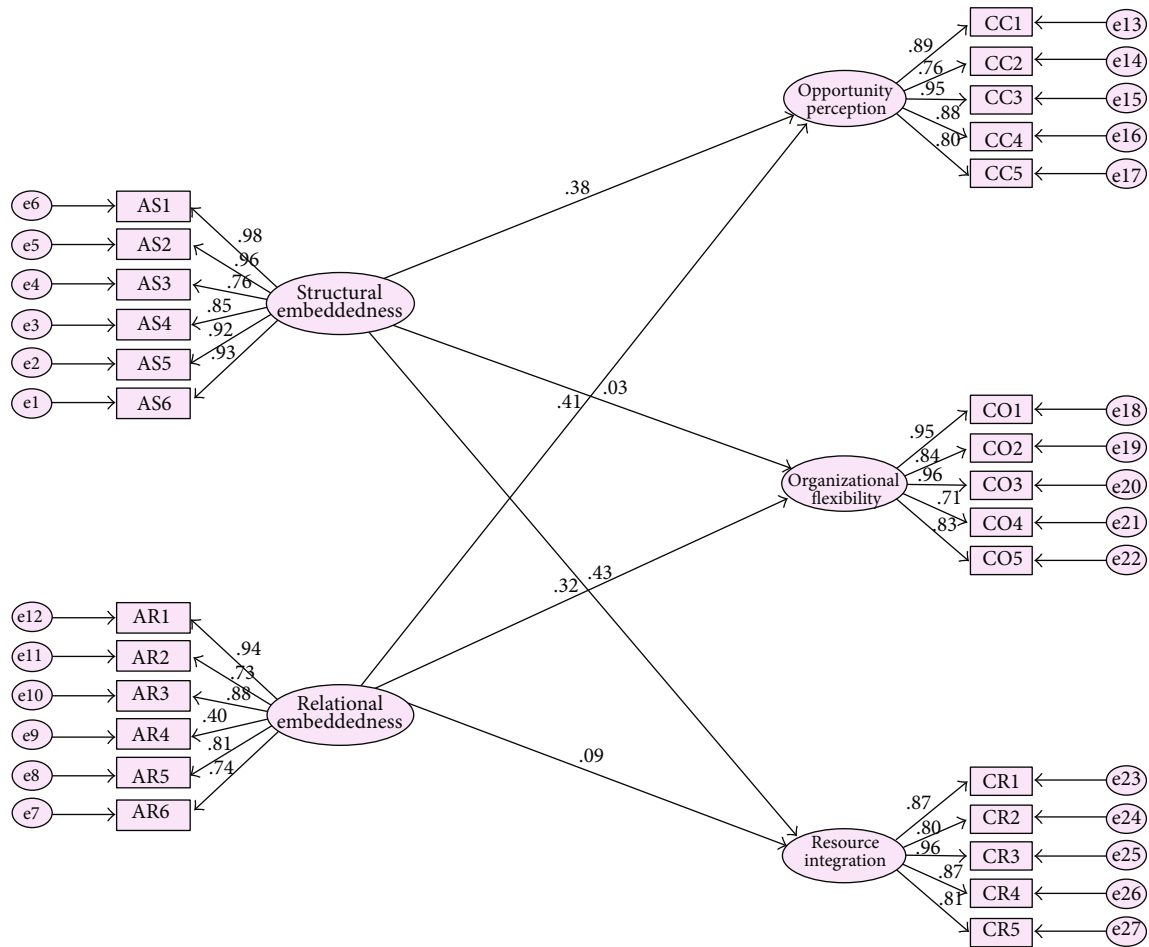 CC1
e13
.89
CC2
e14
.76
Opportunity
perception
.95
CC3
e15
.88
CC4
e16
.80
CC5
e17
.38
e6
AS1
.98
e5
AS2
.96
e4
AS3
.76
Structural
embeddedness
.85
e3
AS4
.92
e2
AS5
.93
e1
AS6
.41
.03
CO1
e18
.95
CO2
e19
.84
Organizational
flexibility
.96
CO3
e20
.71
CO4
e21
.83
CO5
e22
.32
.43
e12
AR1
.94
e11
AR2
.73
e10
AR3
.88
Relational
embeddedness
.40
e9
AR4
.81
e8
AR5
.74
e7
AR6
.09
CR1
e23
.87
CR2
e24
.80
Resource
integration
.96
CR3
e25
.87
CR4
e26
.81
CR5
e27